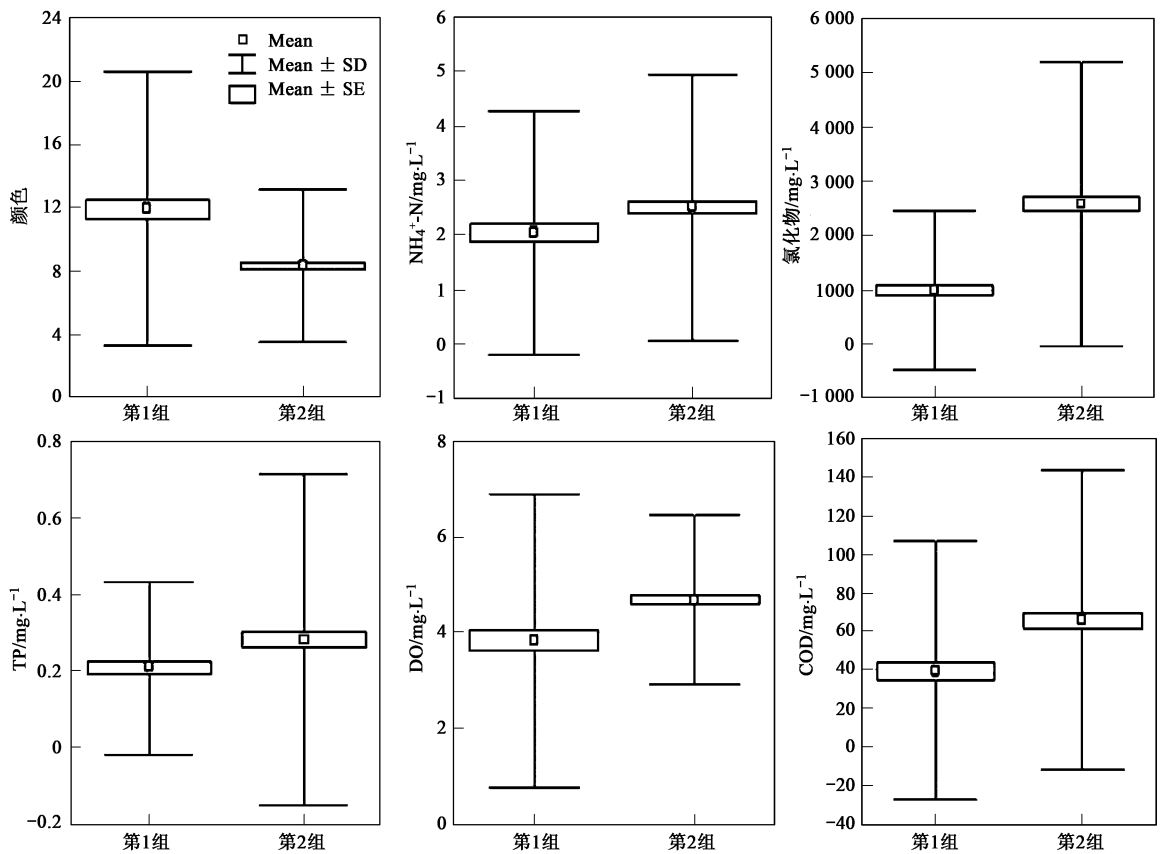 24
20
16
12
8
4
0
颜色
Mean
Mean ± SD
Mean ± SE
第1组
第2组
6
5
4
3
2
1
0
−1
NH₄⁺-N/mg·L⁻¹
第1组
第2组
6 000
5 000
4 000
3 000
2 000
1000
0
−1 000
氯化物/mg·L⁻¹
第1组
第2组
0.8
0.6
0.4
0.2
0
−0.2
TP/mg·L⁻¹
第1组
第2组
8
6
4
2
0
DO/mg·L⁻¹
第1组
第2组
160
140
120
100
80
60
40
20
0
−20
−40
COD/mg·L⁻¹
第1组
第2组